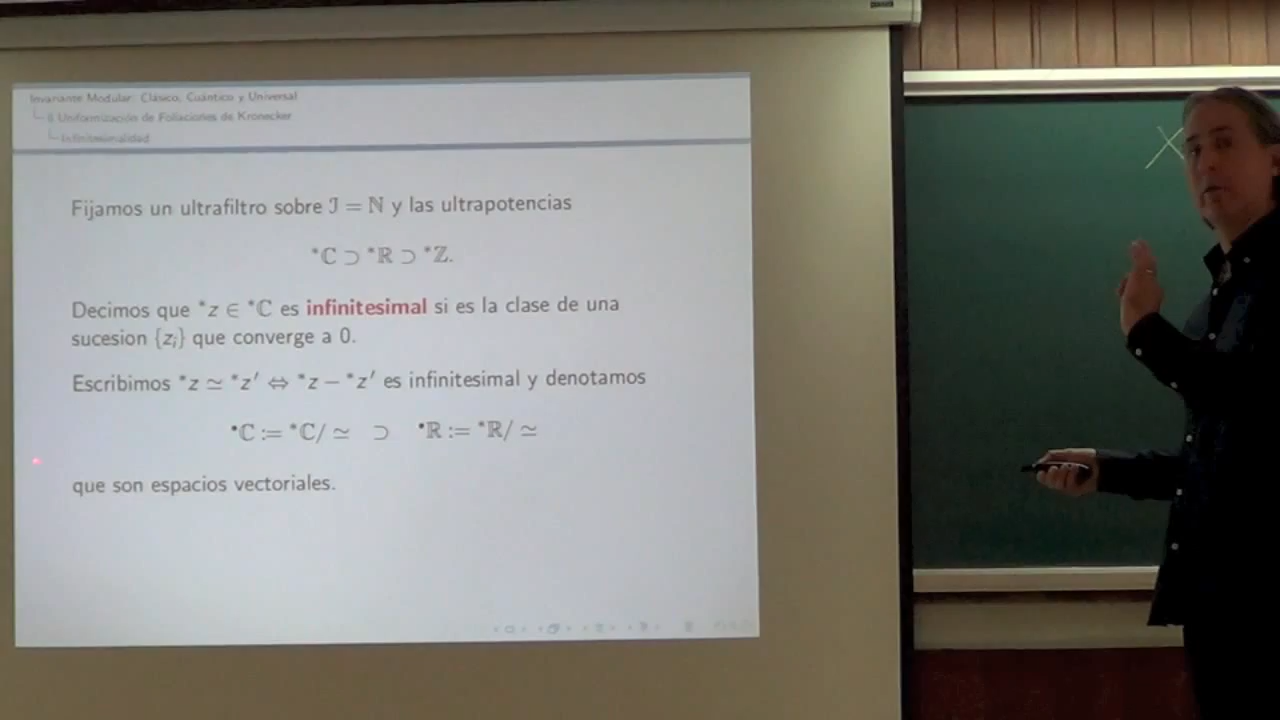 Invariante Modular: Clásico, Cuántico y Universal
II Uniformización de Foliaciones de Kronecker
Infinitesimalidad
Fijamos un ultrafiltro sobre ℐ = ℕ y las ultrapotencias
*ℂ ⊃ *ℝ ⊃ *ℤ.
Decimos que *z ∈ *ℂ es infinitesimal si es la clase de una
sucesion {zᵢ} que converge a 0.
Escribimos *z ≃ *z′ ⇔ *z − *z′ es infinitesimal y denotamos
•ℂ := *ℂ/ ≃ ⊃ •ℝ := *ℝ/ ≃
que son espacios vectoriales.
X